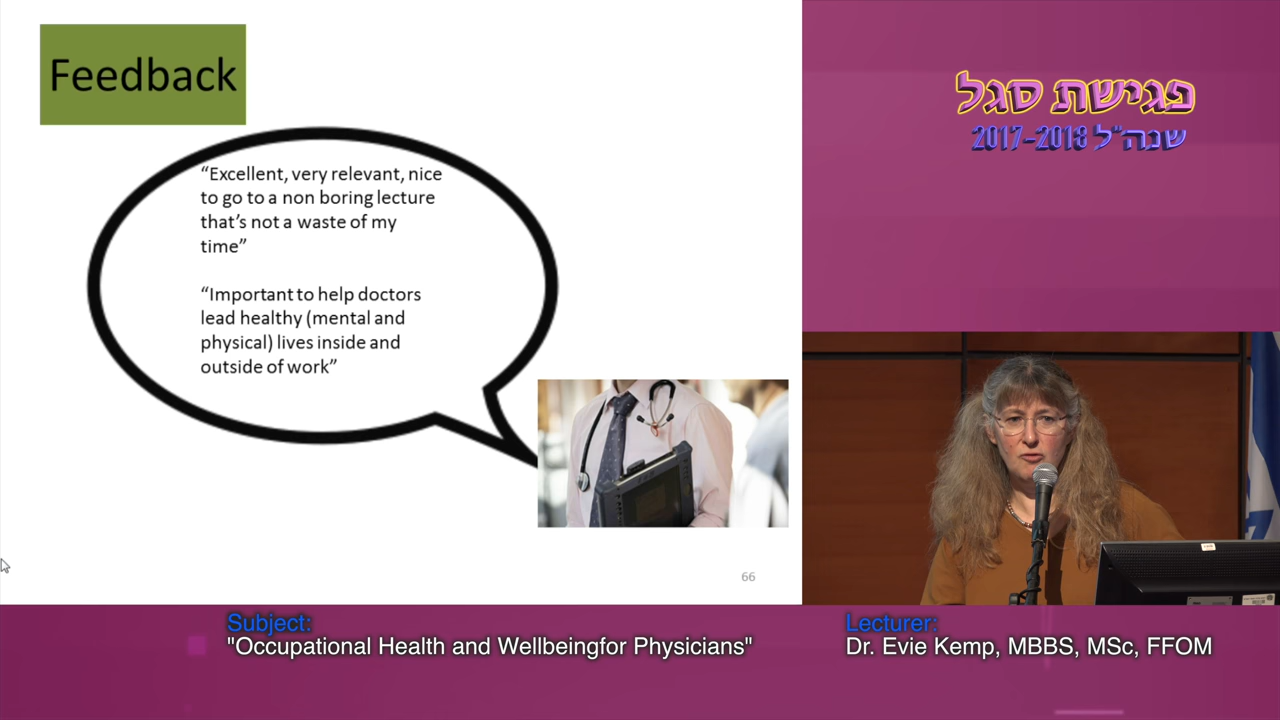 Feedback
“Excellent, very relevant, nice
to go to a non boring lecture
that’s not a waste of my
time”
“Important to help doctors
lead healthy (mental and
physical) lives inside and
outside of work”
66
פגישת סגל
שנה"ל 2017-2018
Subject:
"Occupational Health and Wellbeingfor Physicians"
Lecturer:
Dr. Evie Kemp, MBBS, MSc, FFOM